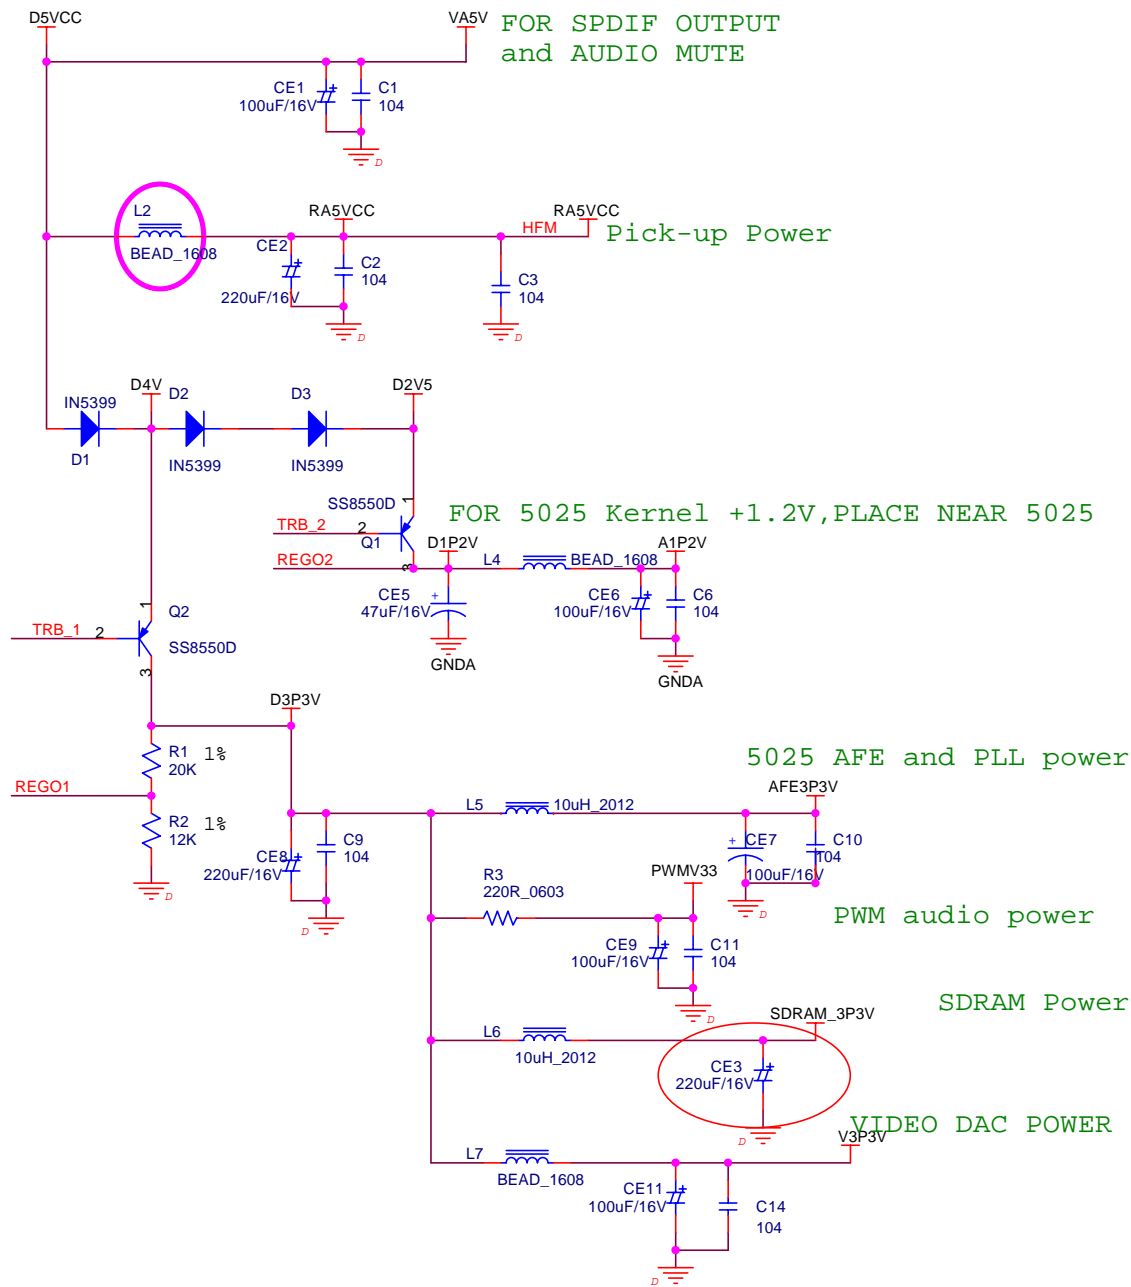 D5VCC
VA5V
FOR SPDIF OUTPUT
and AUDIO MUTE
CE1
100uF/16V
+
C1
104
D
L2
BEAD_1608
RA5VCC
HFM
RA5VCC
Pick-up Power
CE2
220uF/16V
+
C2
104
C3
104
D
D
D4V
D2
D3
D2V5
IN5399
D1
IN5399
IN5399
SS8550D
1
TRB_2
2
Q1
3
FOR 5025 Kernel +1.2V,PLACE NEAR 5025
REGO2
D1P2V
L4
BEAD_1608
A1P2V
CE5
47uF/16V
+
GNDA
CE6
100uF/16V
+
C6
104
GNDA
1
Q2
TRB_1
2
SS8550D
3
D3P3V
R1
20K
1%
REGO1
R2
12K
1%
D
5025 AFE and PLL power
AFE3P3V
L5
10uH_2012
CE8
220uF/16V
+
C9
104
D
+
CE7
100uF/16V
C10
104
D
R3
220R_0603
PWMV33
PWM audio power
CE9
100uF/16V
+
C11
104
D
SDRAM Power
SDRAM_3P3V
L6
10uH_2012
CE3
220uF/16V
+
D
VIDEO DAC POWER
V3P3V
L7
BEAD_1608
CE11
100uF/16V
+
C14
104
D